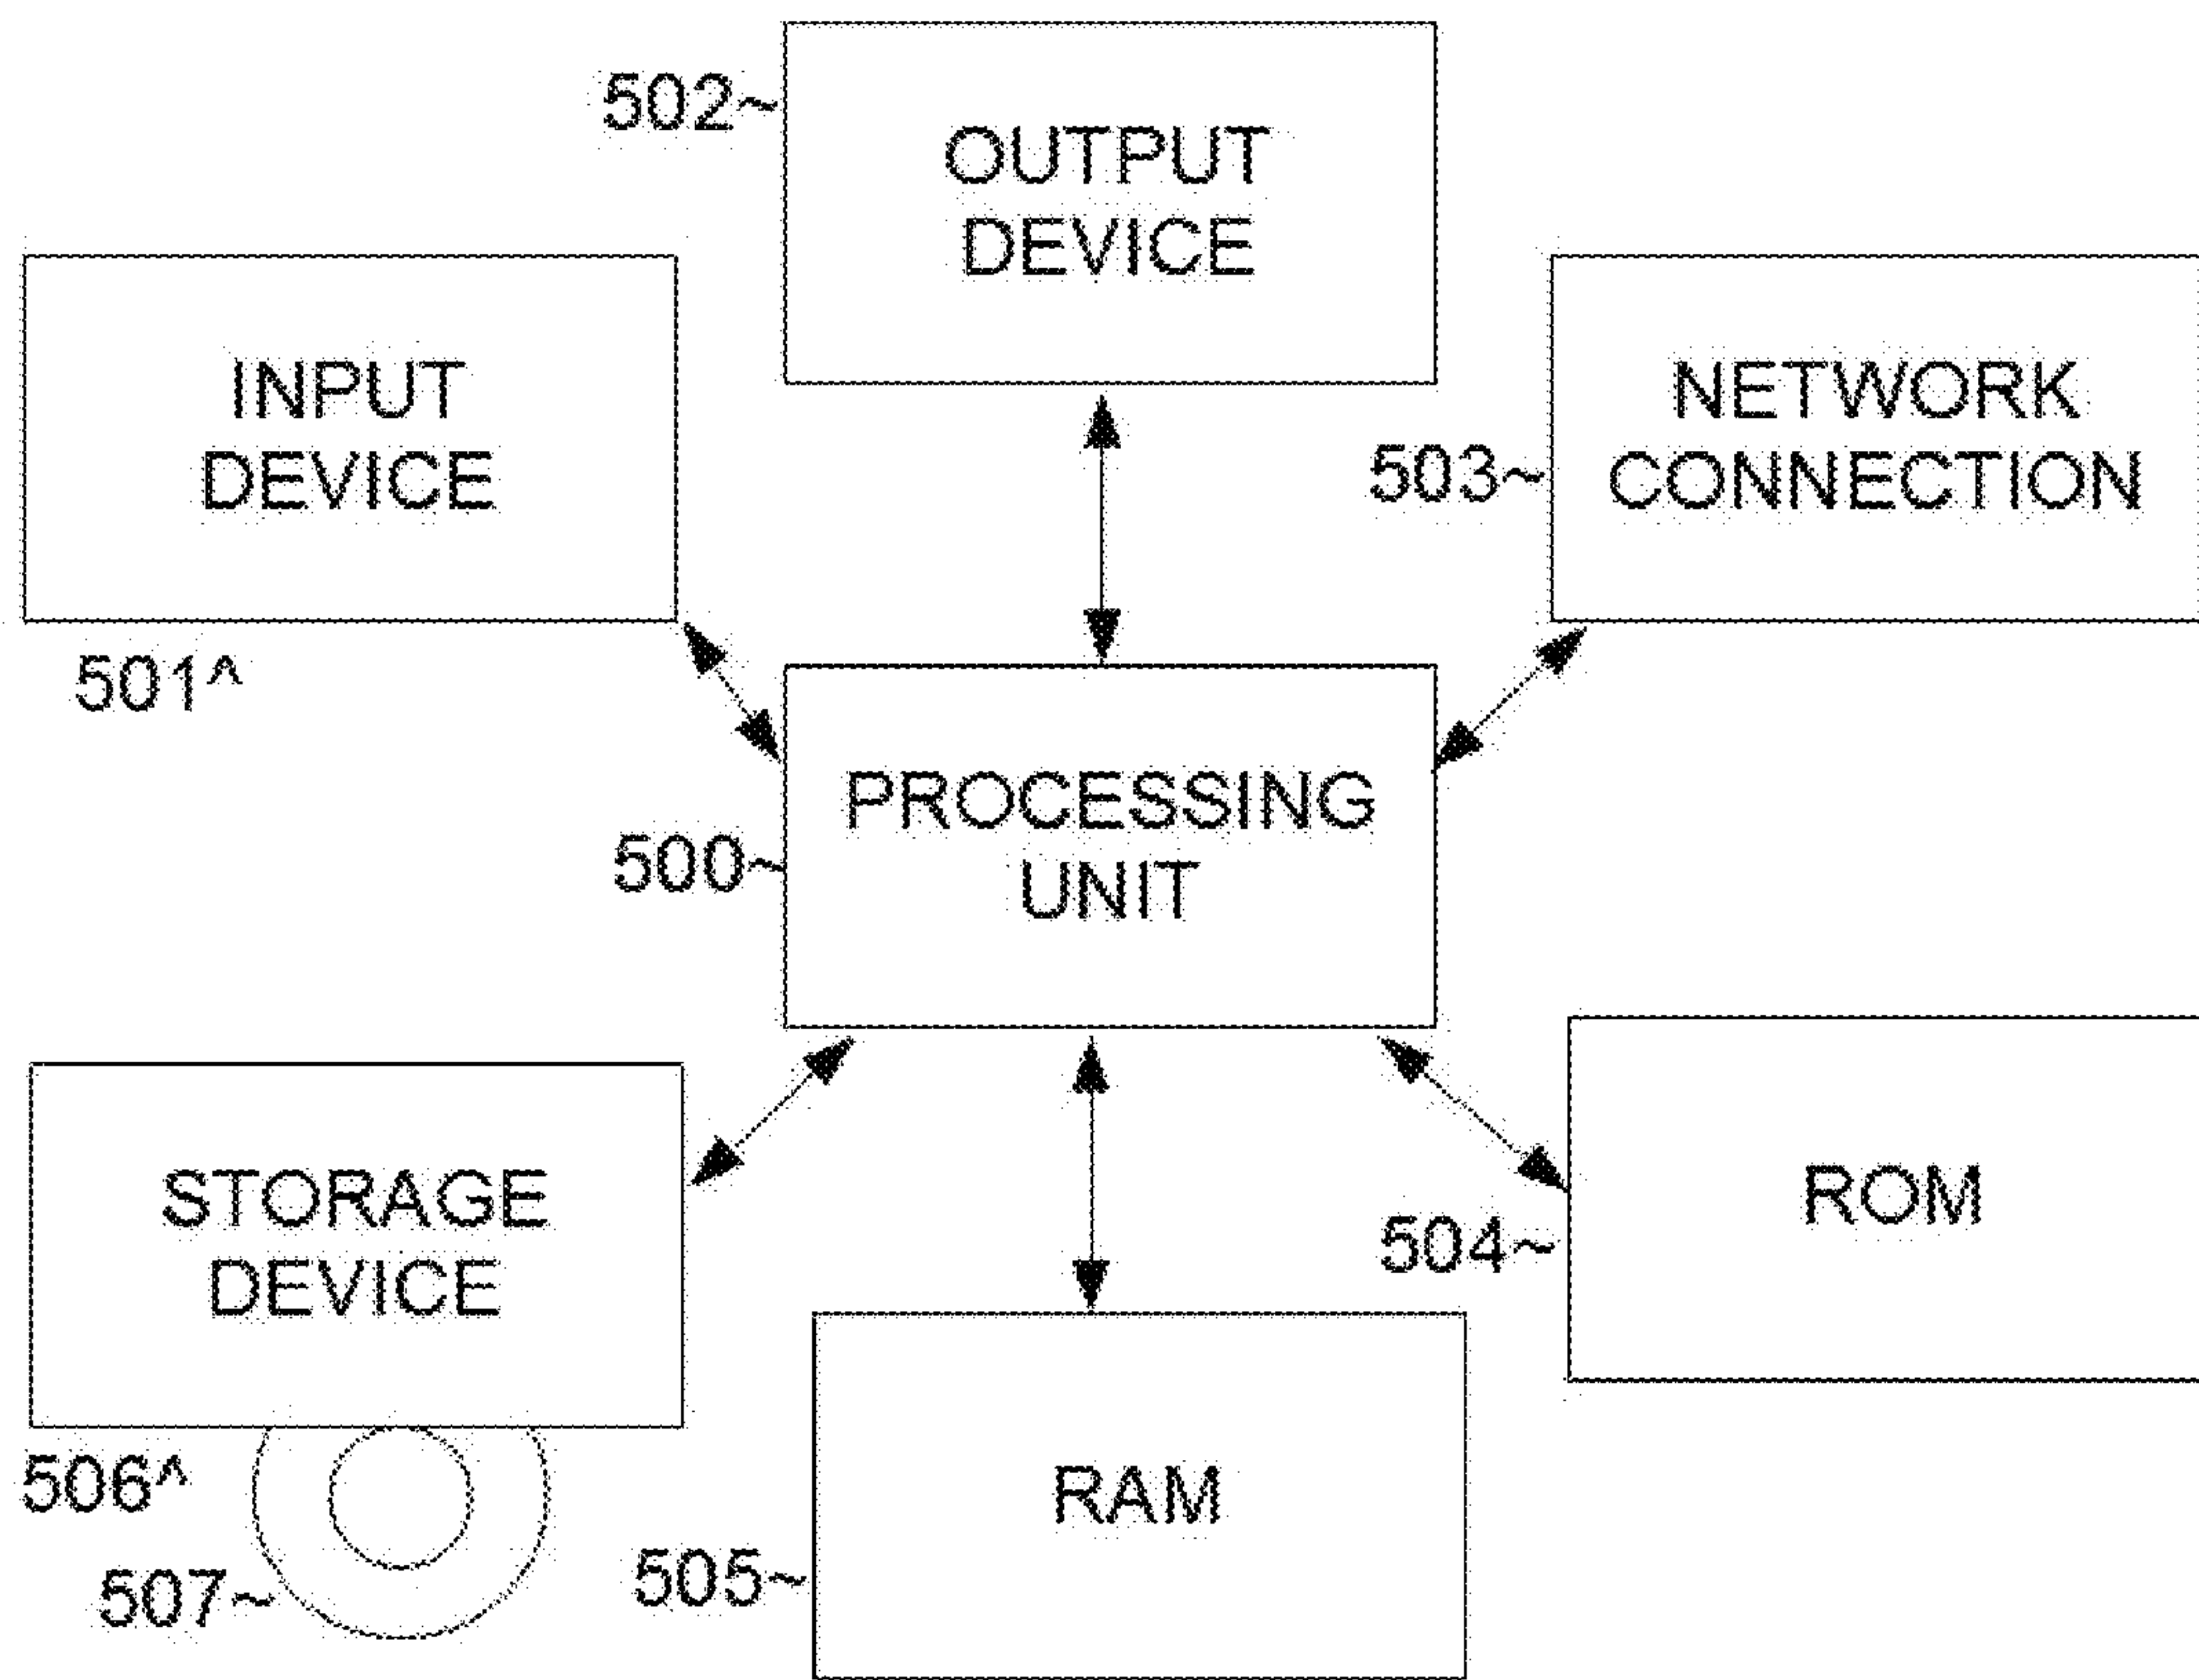 502~
OUTPUT
DEVICE
INPUT
DEVICE
501^
NETWORK
CONNECTION
503~
PROCESSING
UNIT
500~
STORAGE
DEVICE
506^
507~
RAM
505~
ROM
504~